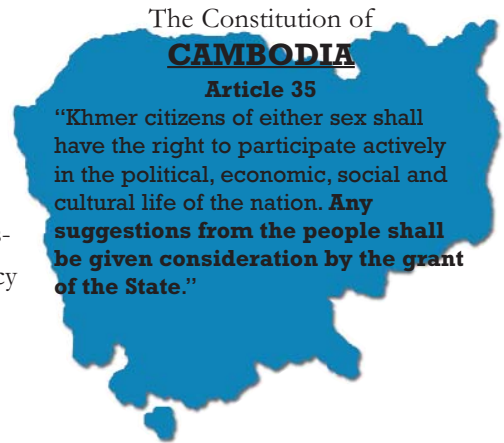 The Constitution of
CAMBODIA
Article 35
“Khmer citizens of either sex shall
have the right to participate actively
in the political, economic, social and
cultural life of the nation. Any
suggestions from the people shall
be given consideration by the grant
of the State.”
s-
cy